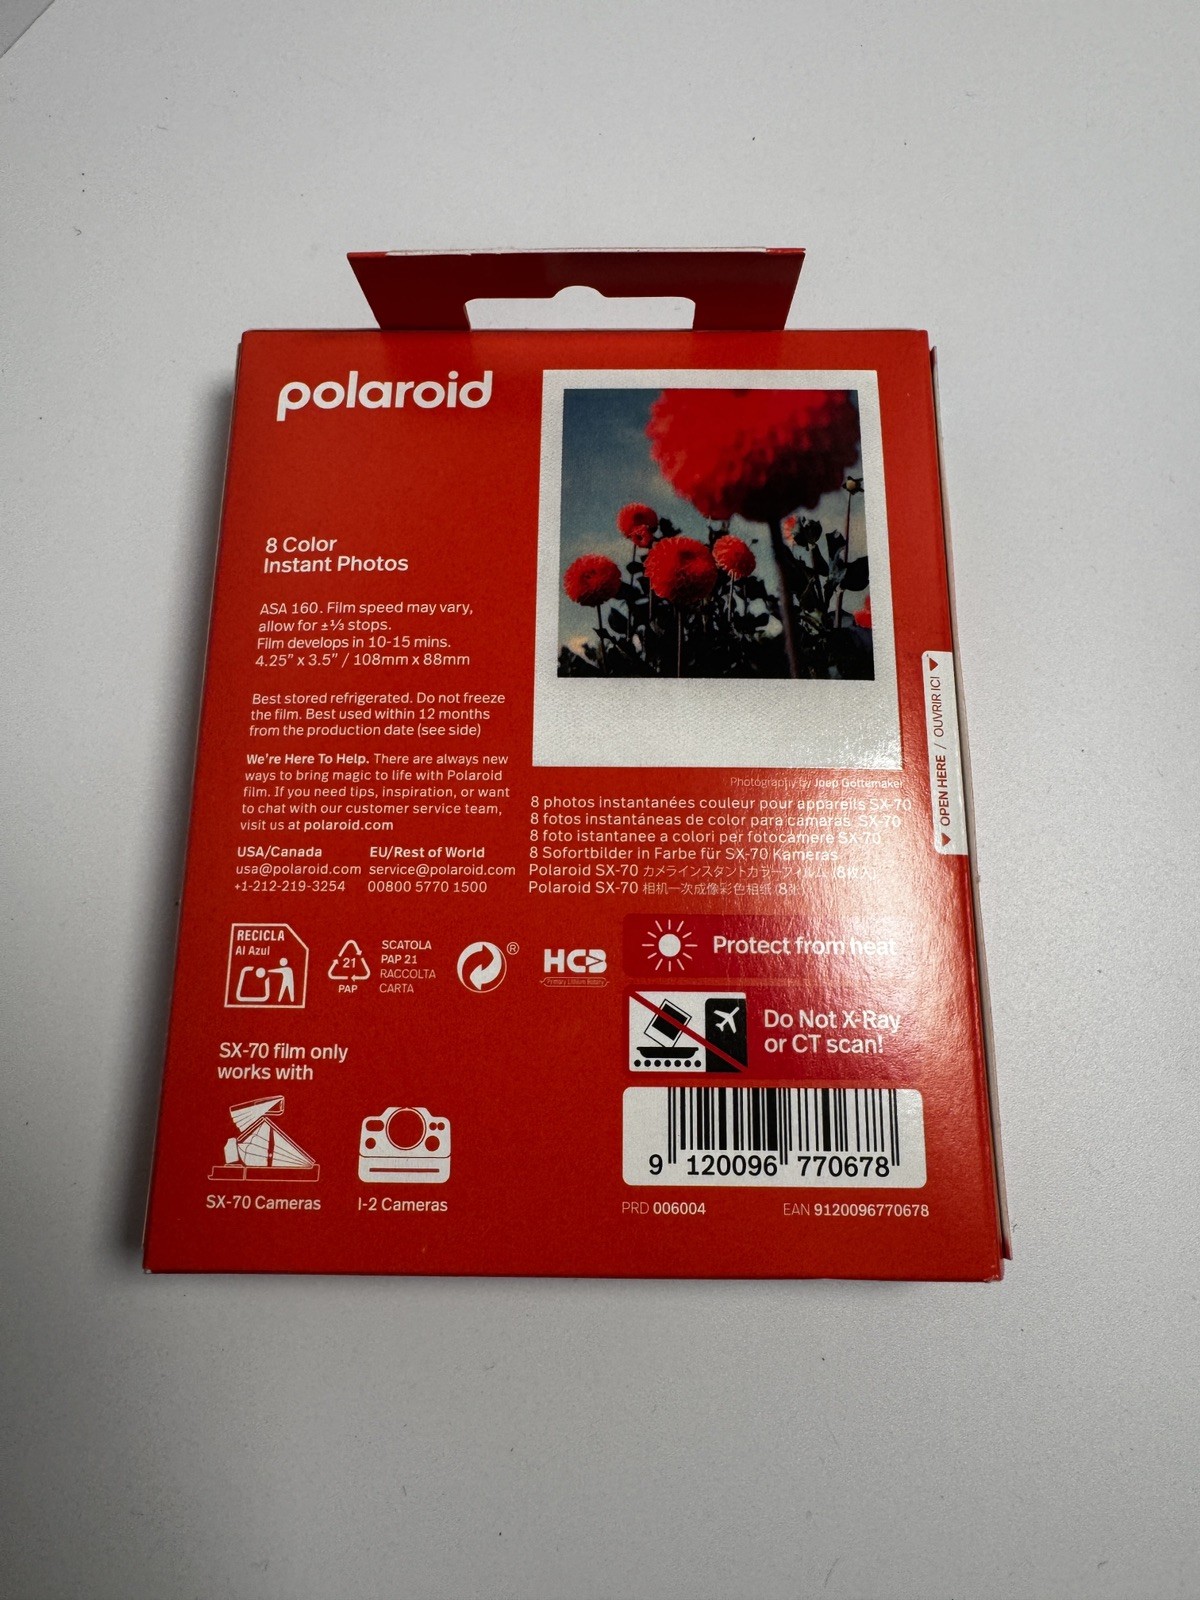 polaroid
8 Color
Instant Photos
ASA 160. Film speed may vary,
allow for ±⅓ stops.
Film develops in 10-15 mins.
4.25" x 3.5" / 108mm x 88mm
Best stored refrigerated. Do not freeze
the film. Best used within 12 months
from the production date (see side)
We're Here To Help. There are always new
ways to bring magic to life with Polaroid
film. If you need tips, inspiration, or want
to chat with our customer service team,
visit us at polaroid.com
USA/Canada
usa@polaroid.com
+1-212-219-3254
EU/Rest of World
service@polaroid.com
00800 5770 1500
Photography by Joep Gottemaker
8 photos instantanées couleur pour appareils SX-70
8 fotos instantáneas de color para cámaras SX-70
8 foto istantanee a colori per fotocamere SX-70
8 Sofortbilder in Farbe für SX-70 Kameras
Polaroid SX-70 カメラインスタントカラーフィルム (8枚入)
Polaroid SX-70 相机一次成像彩色相纸 (8张)
OPEN HERE / OUVRIR ICI
RECICLA
Al Azul
21
PAP
SCATOLA
PAP 21
RACCOLTA
CARTA
®
HCB
Primary Lithium Battery
Protect from heat
Do Not X-Ray
or CT scan!
SX-70 film only
works with
SX-70 Cameras
I-2 Cameras
9 120096 770678
PRD 006004
EAN 9120096770678